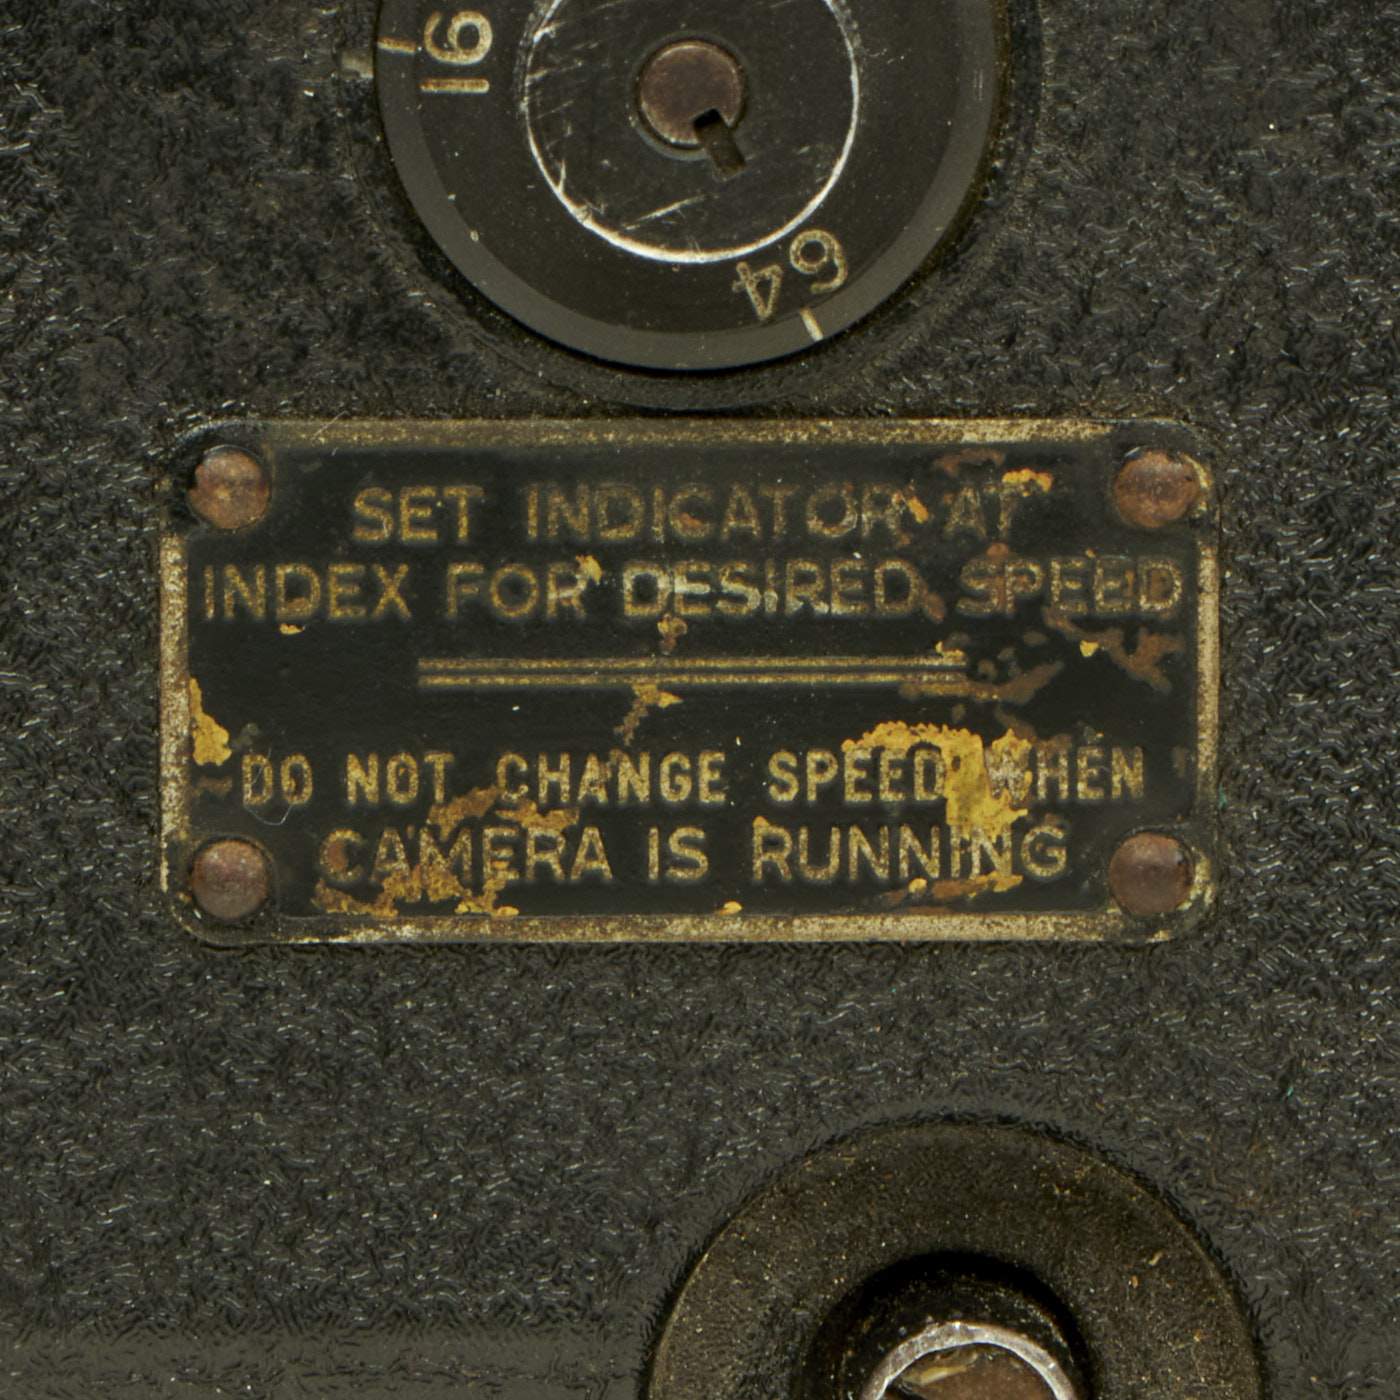 16
64
SET INDICATOR AT
INDEX FOR DESIRED SPEED
DO NOT CHANGE SPEED WHEN
CAMERA IS RUNNING